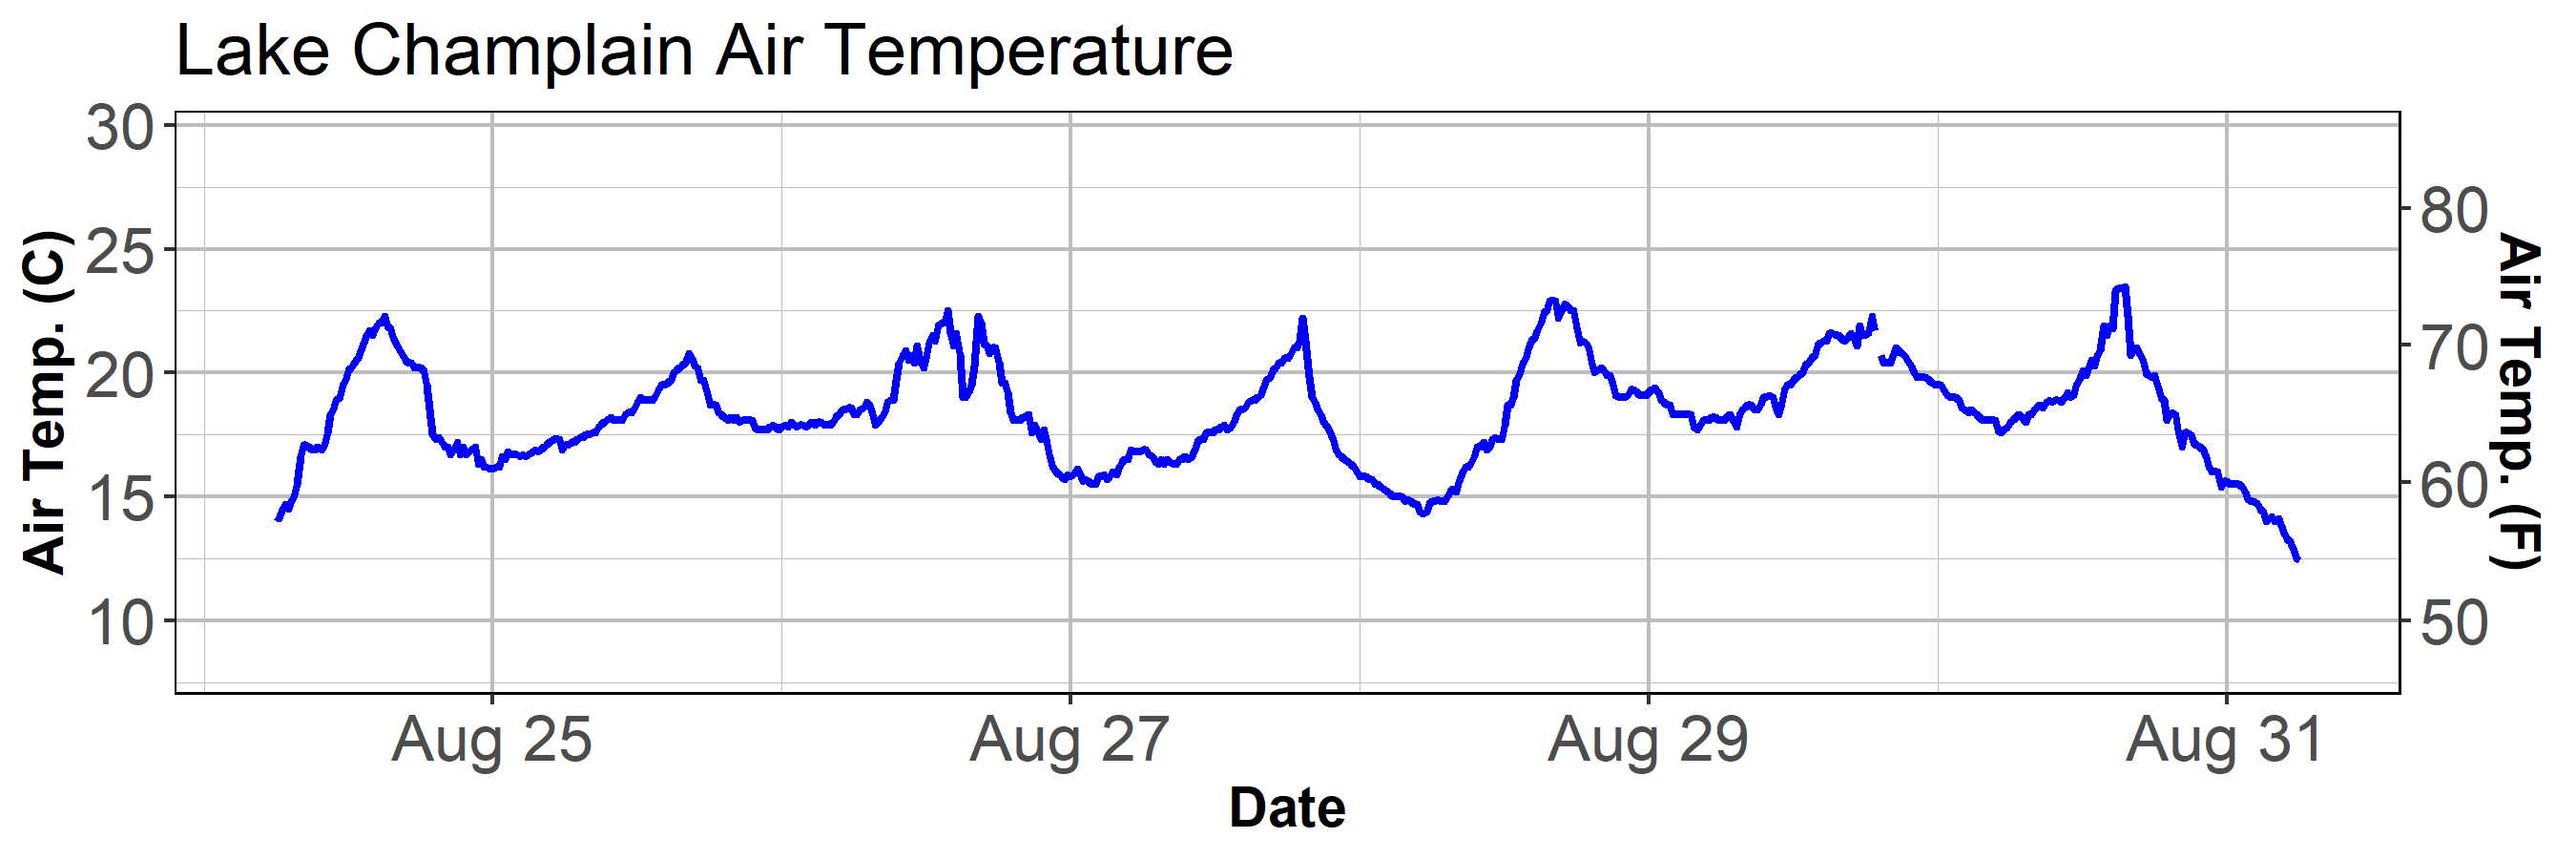 Lake Champlain Air Temperature
30
25
20
15
10
Air Temp. (C)
80
70
60
50
Air Temp. (F)
Aug 25
Aug 27
Aug 29
Aug 31
Date